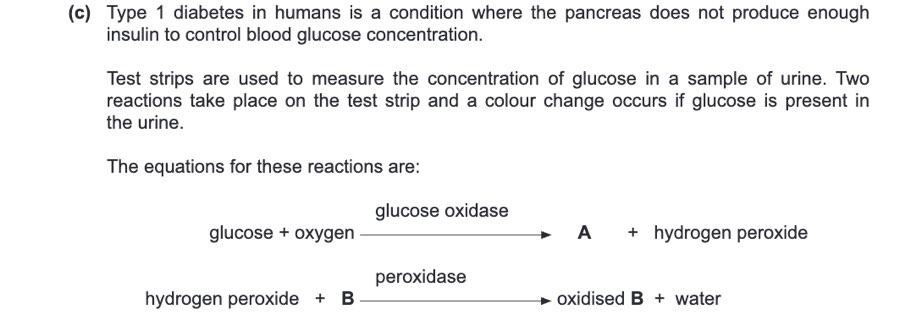 (c) Type 1 diabetes in humans is a condition where the pancreas does not produce enough
insulin to control blood glucose concentration.
Test strips are used to measure the concentration of glucose in a sample of urine. Two
reactions take place on the test strip and a colour change occurs if glucose is present in
the urine.
The equations for these reactions are:
glucose oxidase
glucose + oxygen A + hydrogen peroxide
peroxidase
hydrogen peroxide + B oxidised B + water